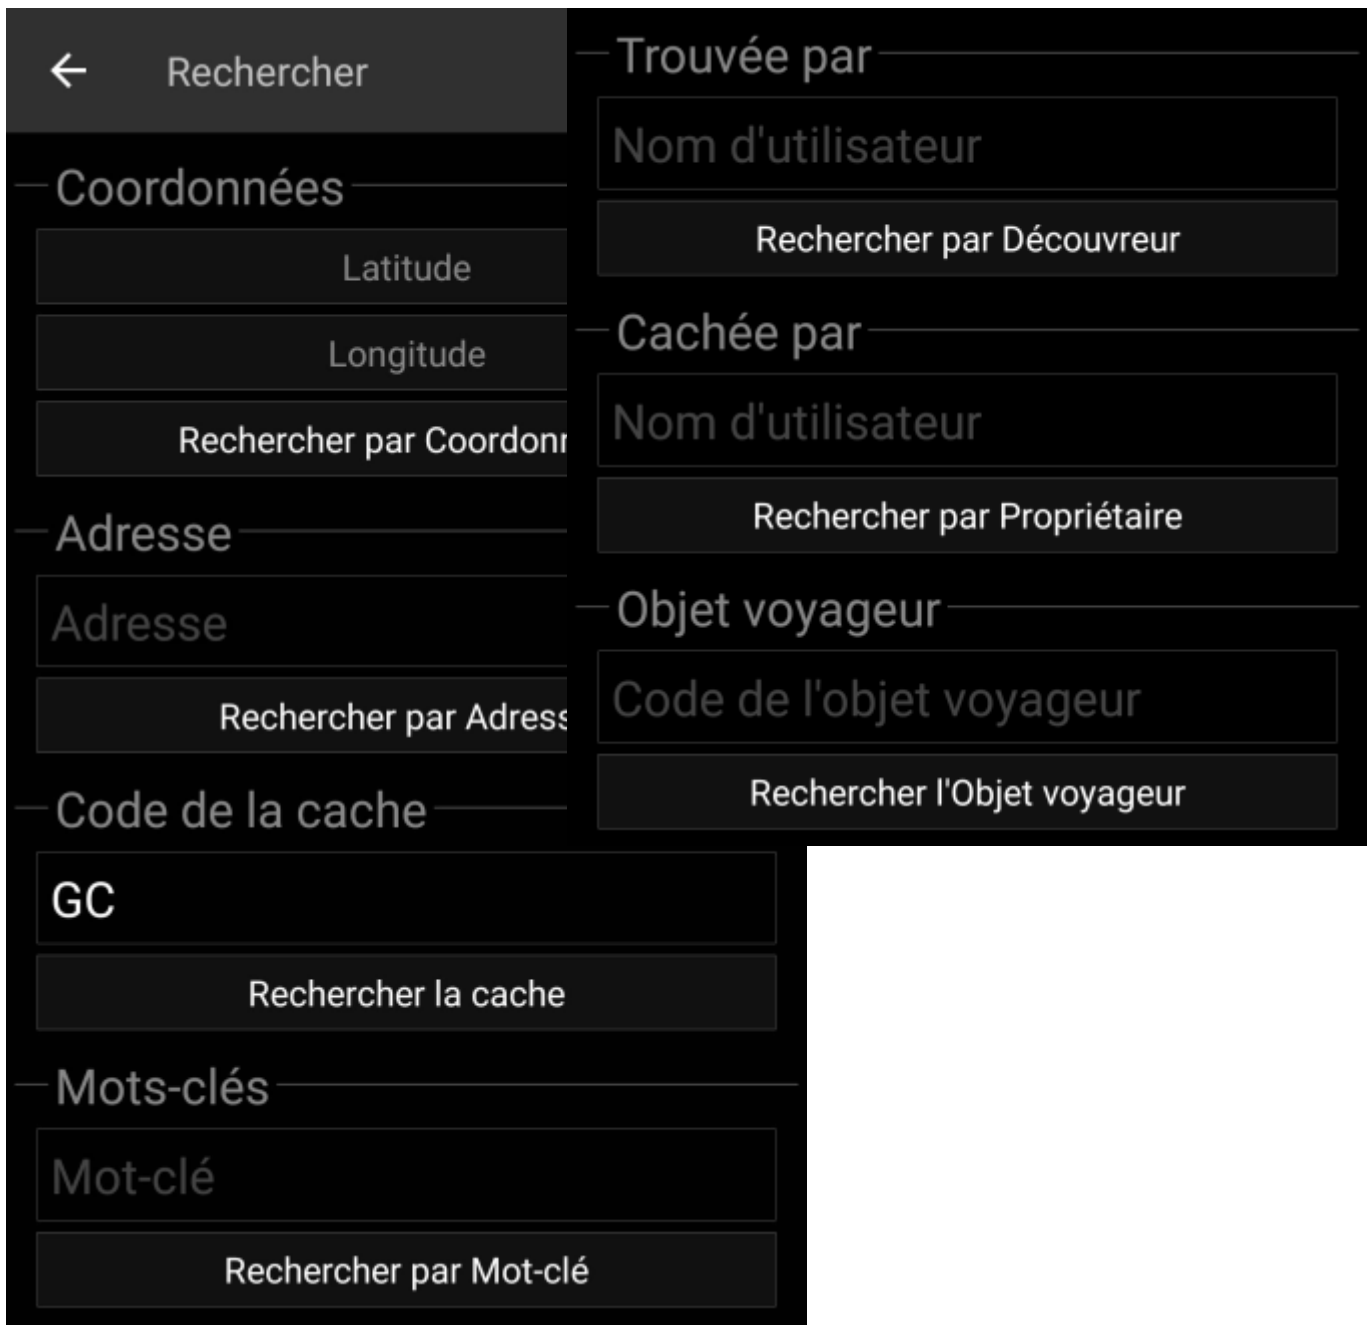 Rechercher
Coordonnées
Latitude
Longitude
Rechercher par Coordon
Adresse
Adresse
Rechercher par Adress
Code de la cache
GC
Rechercher la cache
Mots-clés
Mot-clé
Rechercher par Mot-clé
Trouvée par
Nom d'utilisateur
Rechercher par Découvreur
Cachée par
Nom d'utilisateur
Rechercher par Propriétaire
Objet voyageur
Code de l'objet voyageur
Rechercher l'Objet voyageur